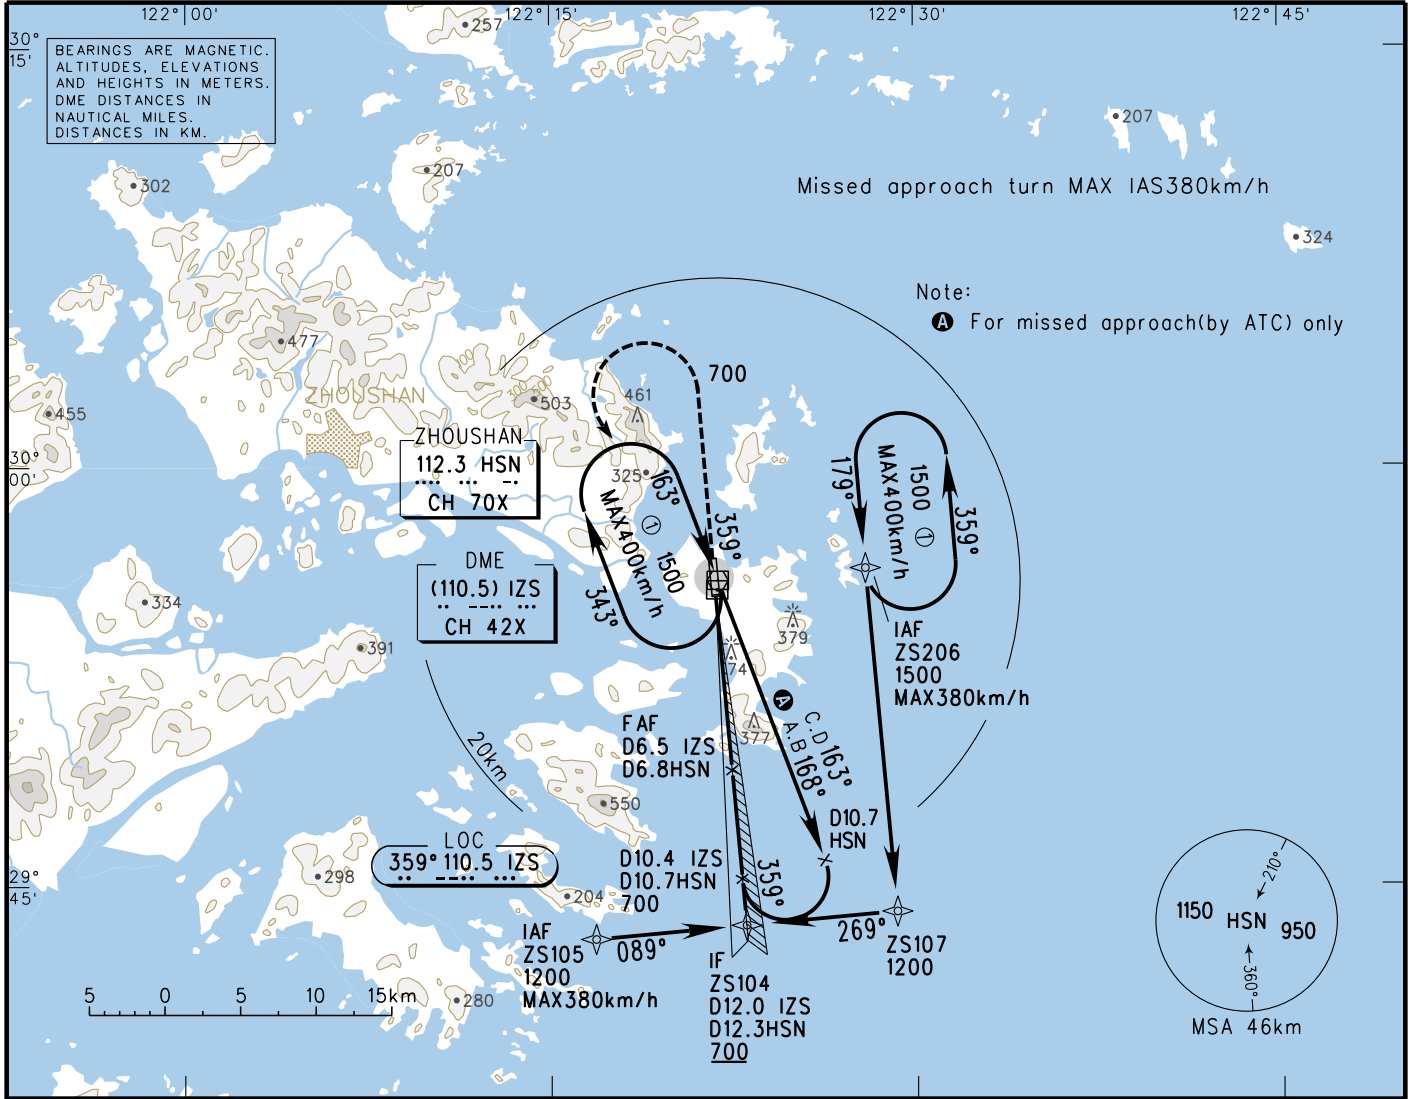 122° 00'
122° 15'
122° 30'
122° 45'
30°
15'
BEARINGS ARE MAGNETIC.
ALTITUDES, ELEVATIONS
AND HEIGHTS IN METERS.
DME DISTANCES IN
NAUTICAL MILES.
DISTANCES IN KM.
257
207
302
207
Missed approach turn MAX IAS380km/h
324
Note:
A For missed approach(by ATC) only
477
700
300
500
ZHOUSHAN
503
461
455
ZHOUSHAN
112.3 HSN
CH 70X
30°
00'
325
163°
MAX400km/h
1500
①
343°
359°
179°
MAX400km/h
1500
①
359°
DME
(110.5) IZS
CH 42X
334
391
379
74
377
IAF
ZS206
1500
MAX380km/h
FAF
D6.5 IZS
D6.8HSN
A
C.D 163°
A.B 168°
20km
550
D10.7
HSN
LOC
359° 110.5 IZS
298
D10.4 IZS
D10.7HSN
700
359°
204
29°
45'
IAF
ZS105
1200
MAX380km/h
089°
269°
ZS107
1200
IF
ZS104
D12.0 IZS
D12.3HSN
700
280
5 0 5 10 15km
210°
1150 HSN 950
360°
MSA 46km